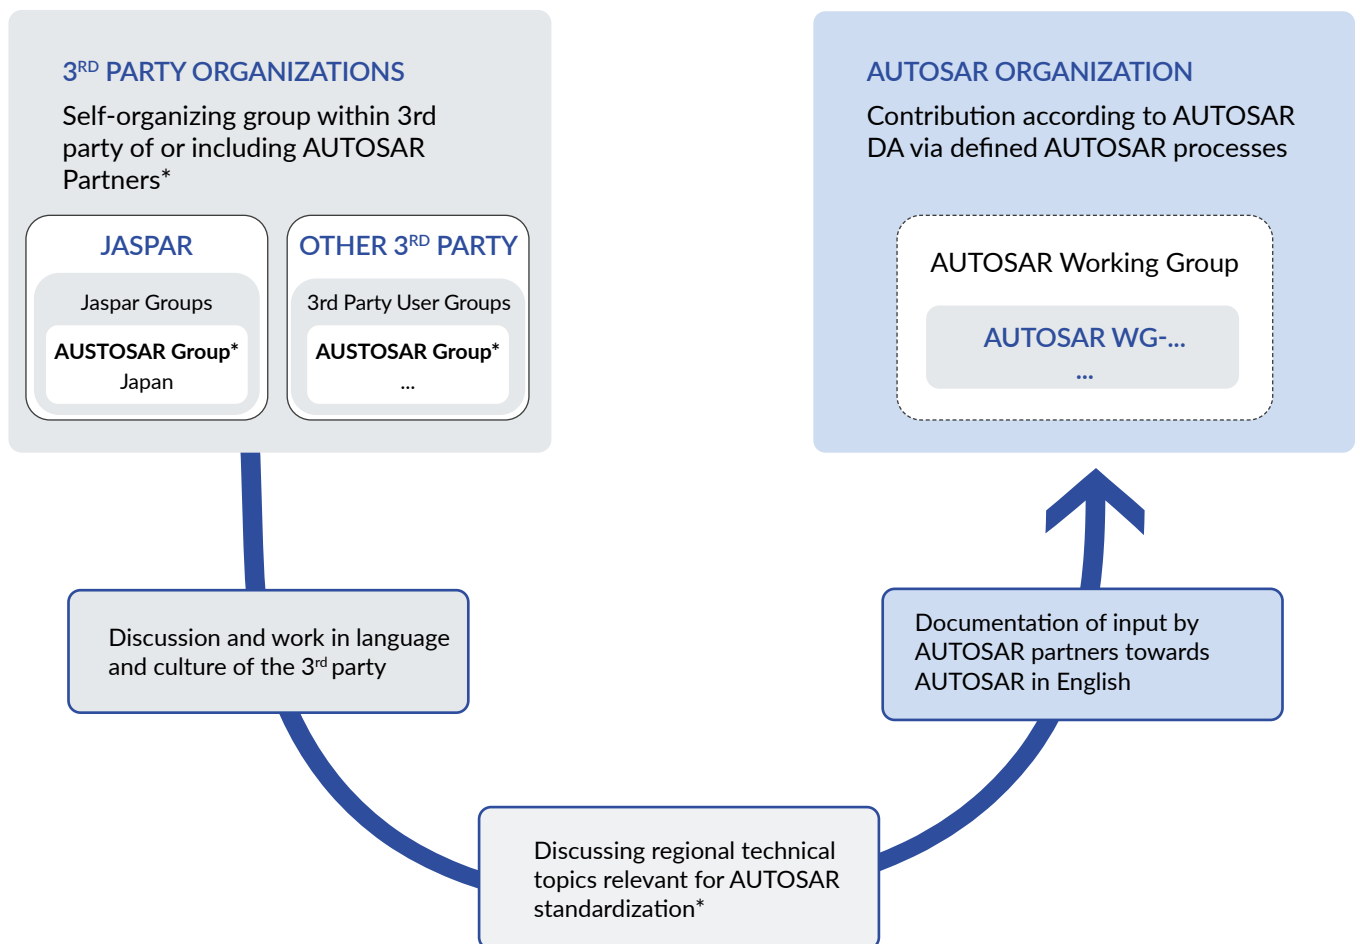 3RD PARTY ORGANIZATIONS
Self-organizing group within 3rd
party of or including AUTOSAR
Partners*
JASPAR
Jaspar Groups
AUSTOSAR Group*
Japan
OTHER 3RD PARTY
3rd Party User Groups
AUSTOSAR Group*
...
AUTOSAR ORGANIZATION
Contribution according to AUTOSAR
DA via defined AUTOSAR processes
AUTOSAR Working Group
AUTOSAR WG-...
...
Discussion and work in language
and culture of the 3rd party
Discussing regional technical
topics relevant for AUTOSAR
standardization*
Documentation of input by
AUTOSAR partners towards
AUTOSAR in English